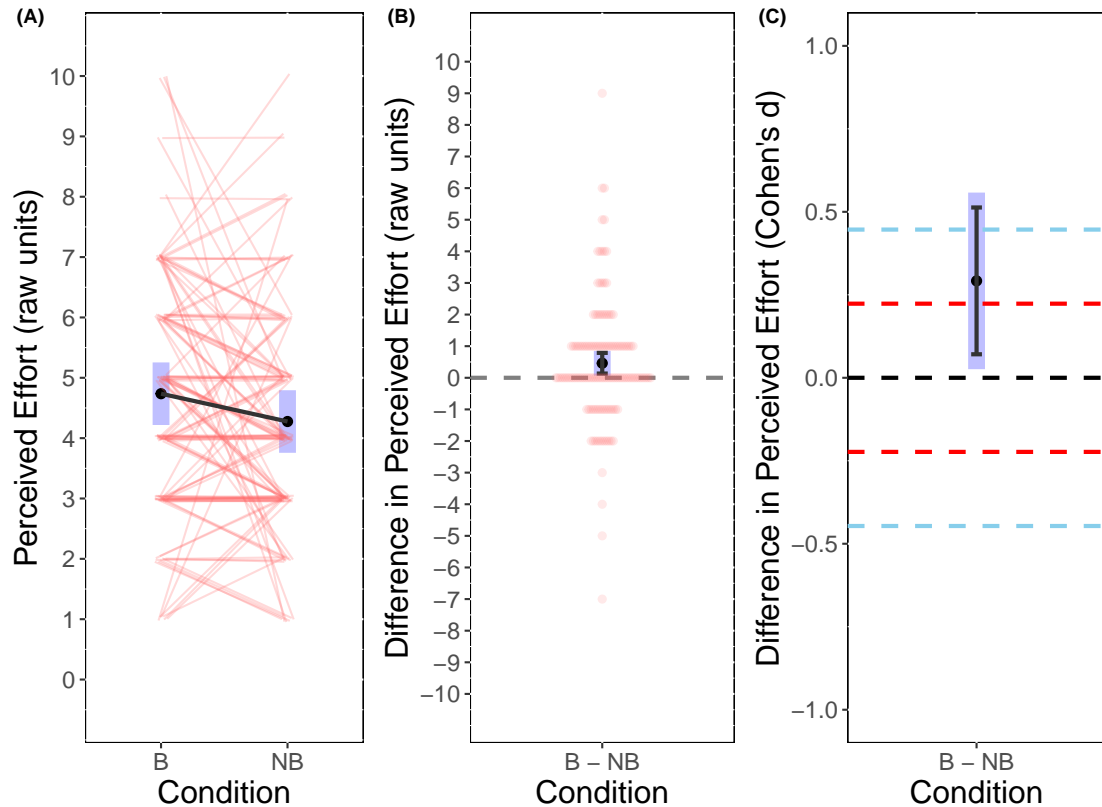 (A)
Perceived Effort (raw units)
10
9
8
7
6
5
4
3
2
1
0
B
NB
Condition
(B)
Difference in Perceived Effort (raw units)
10
9
8
7
6
5
4
3
2
1
0
−1
−2
−3
−4
−5
−6
−7
−8
−9
−10
B − NB
Condition
(C)
Difference in Perceived Effort (Cohen's d)
1.0
0.5
0.0
−0.5
−1.0
B − NB
Condition